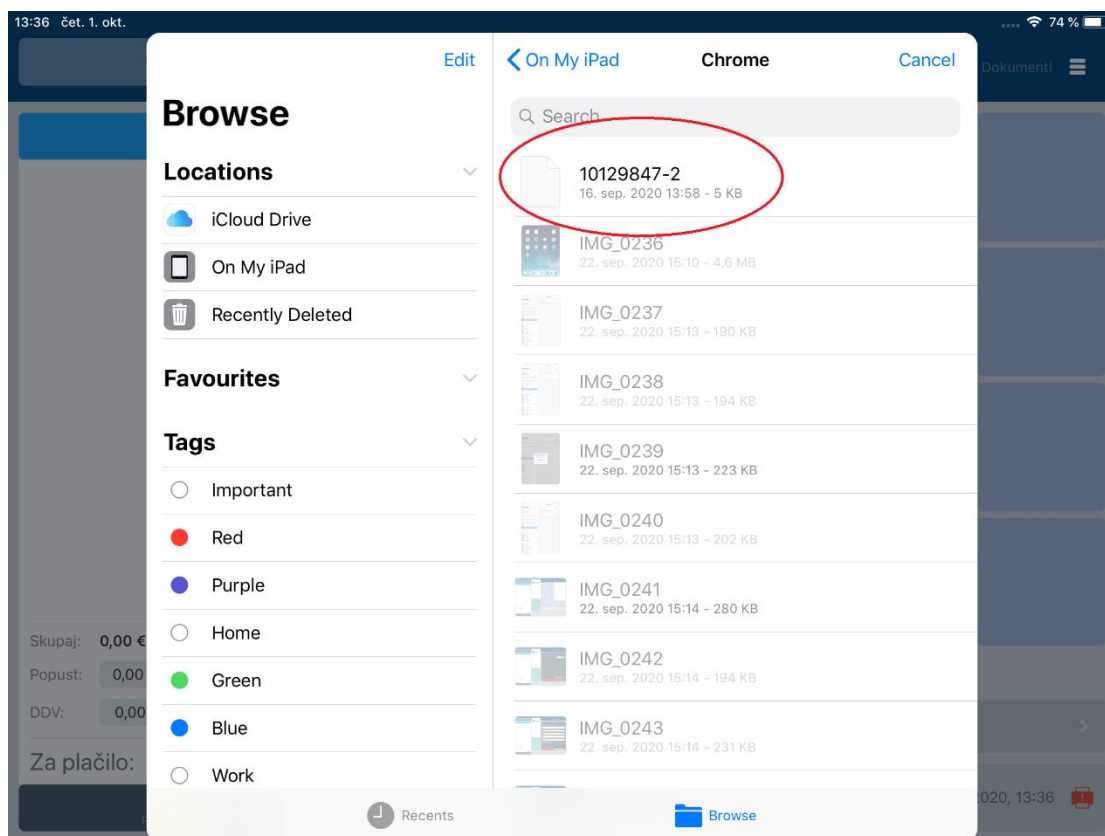 13:36 čet. 1. okt.
74 %
Edit
On My iPad
Chrome
Cancel
Dokumenti
Browse
Search
Locations
10129847-2
16. sep. 2020 13:58 - 5 KB
iCloud Drive
IMG_0236
22. sep. 2020 15:10 - 4,6 MB
On My iPad
Recently Deleted
IMG_0237
22. sep. 2020 15:13 - 190 KB
Favourites
IMG_0238
22. sep. 2020 15:13 - 194 KB
Tags
IMG_0239
22. sep. 2020 15:13 - 223 KB
Important
IMG_0240
22. sep. 2020 15:13 - 202 KB
Red
Purple
IMG_0241
22. sep. 2020 15:14 - 280 KB
Skupaj: 0,00 €
Home
IMG_0242
22. sep. 2020 15:14 - 194 KB
Popust: 0,00
Green
DDV: 0,00
Blue
IMG_0243
22. sep. 2020 15:14 - 231 KB
Za plačilo:
Work
Recents
Browse
2020, 13:36